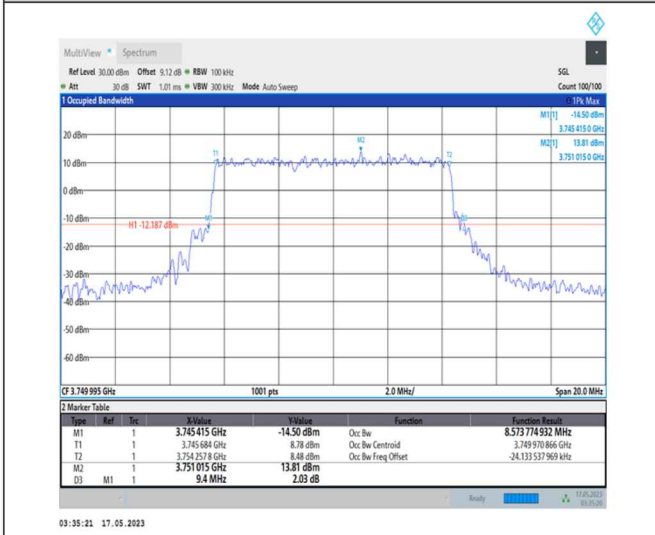 MultiView Spectrum
Ref Level 30.00 dBm Offset 9.12 dB RBW 100 kHz SGL
Att 30 dB SWT 1.01 ms VBW 300 kHz Mode Auto Sweep Count 100/100
1 Occupied Bandwidth 1Pk Max
M1[1] -14.50 dBm
3.745 415 0 GHz
M2[1] 13.81 dBm
3.751 015 0 GHz
20 dBm
M2
T1 T2
10 dBm
0 dBm
-10 dBm
M1 D3
H1 -12.187 dBm
-20 dBm
-30 dBm
-40 dBm
-50 dBm
-60 dBm
CF 3.749 995 GHz 1001 pts 2.0 MHz/ Span 20.0 MHz
2 Marker Table
Type Ref Trc X-Value Y-Value Function Function Result
M1 1 3.745 415 GHz -14.50 dBm Occ Bw 8.573 774 932 MHz
T1 1 3.745 684 GHz 8.78 dBm Occ Bw Centroid 3.749 970 866 GHz
T2 1 3.754 257 8 GHz 8.48 dBm Occ Bw Freq Offset -24.133 537 969 kHz
M2 1 3.751 015 GHz 13.81 dBm
D3 M1 1 9.4 MHz 2.03 dB
Ready 17.05.2023
03:35:20
03:35:21 17.05.2023